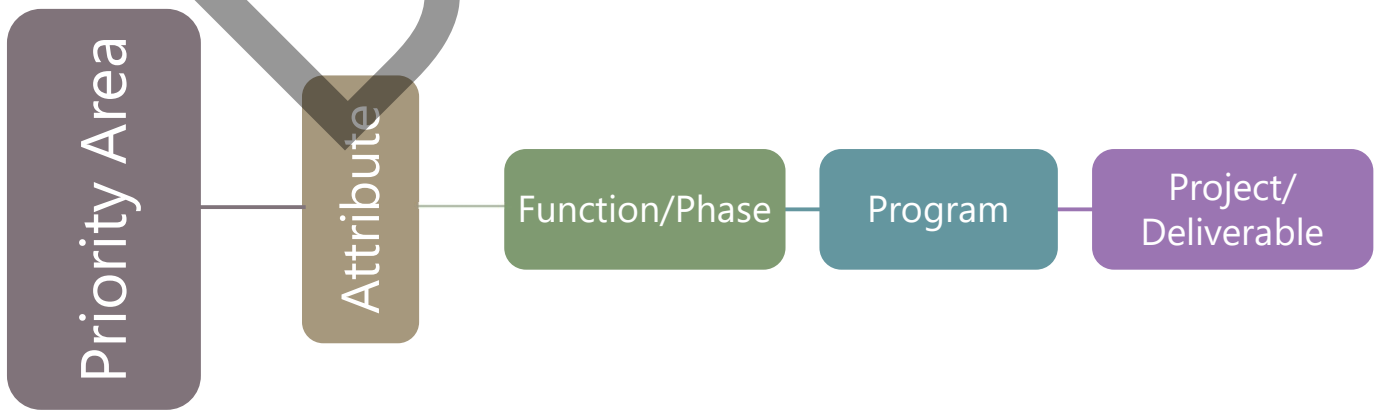 Priority Area
Attribute
Function/Phase
Program
Project/
Deliverable